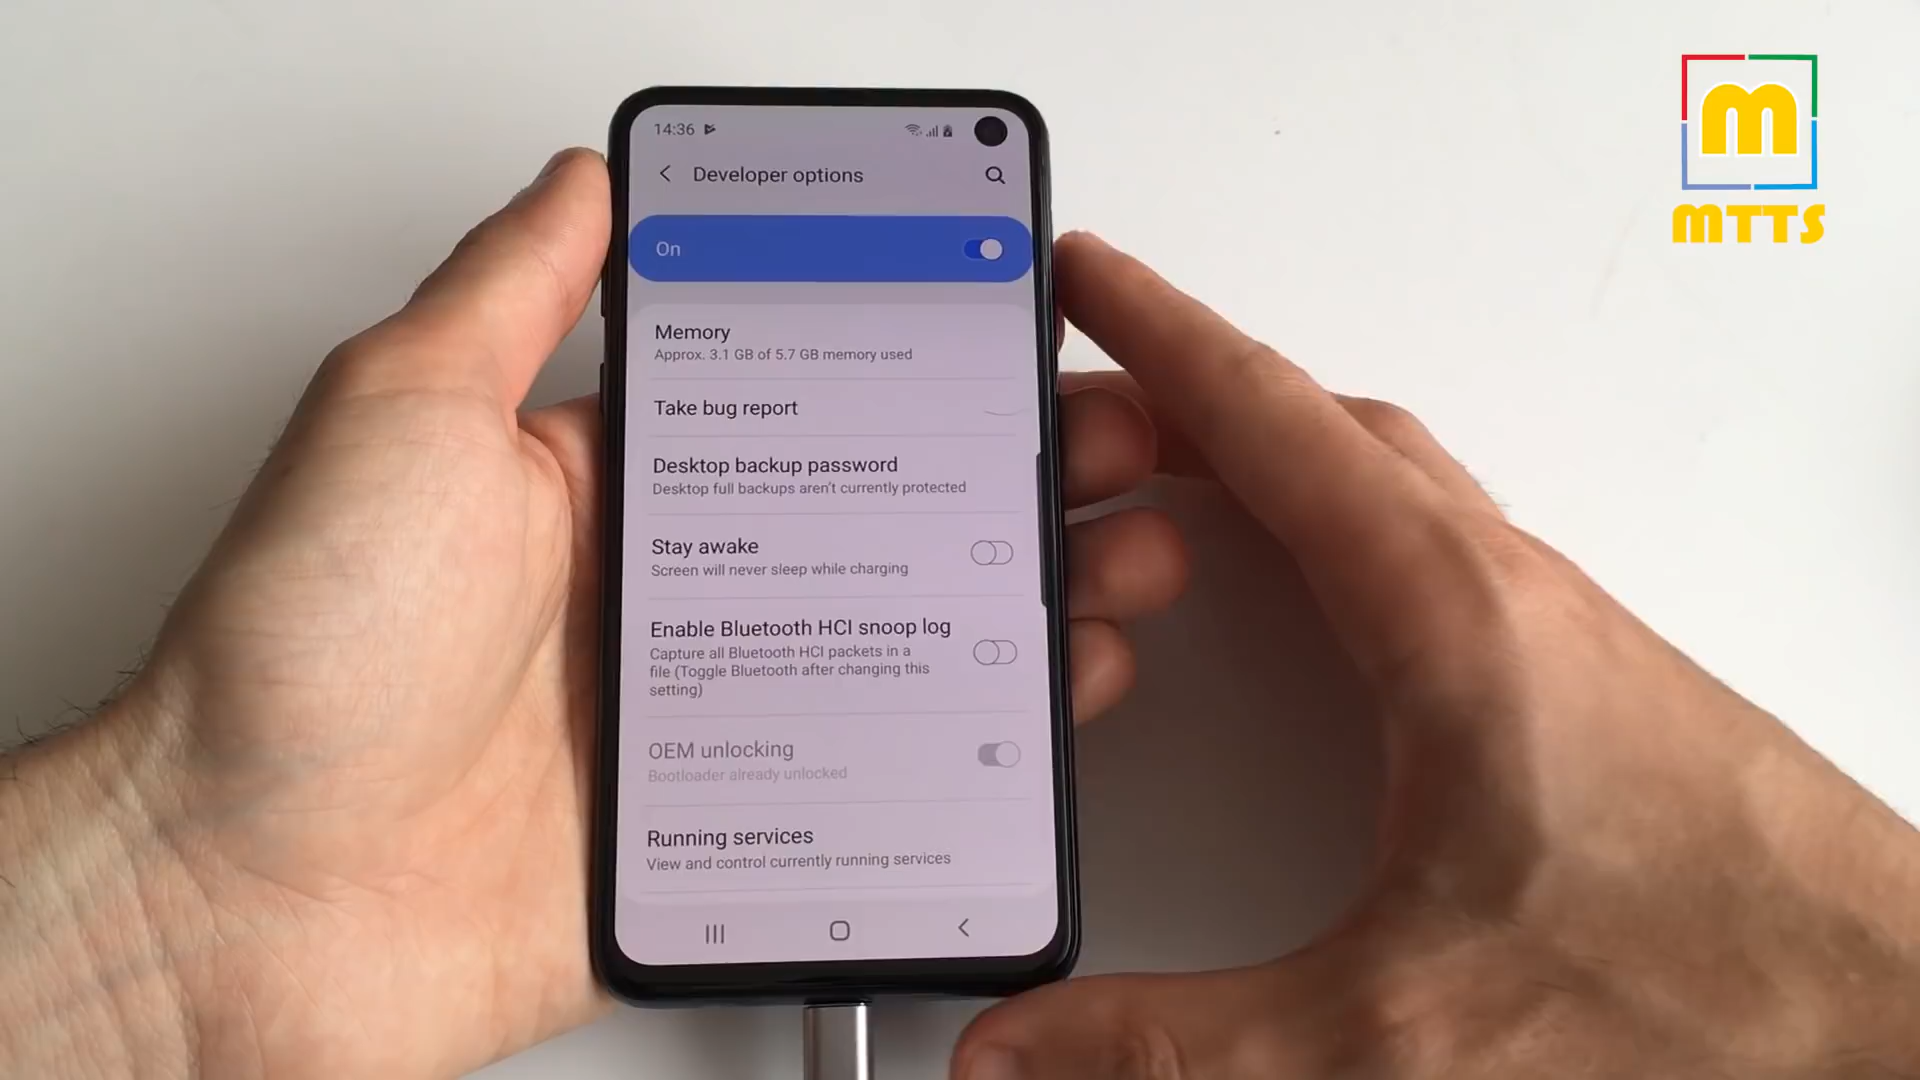 14:36
Developer options
On
Memory
Approx. 3.1 GB of 5.7 GB memory used
Take bug report
Desktop backup password
Desktop full backups aren't currently protected
Stay awake
Screen will never sleep while charging
Enable Bluetooth HCI snoop log
Capture all Bluetooth HCI packets in a
file (Toggle Bluetooth after changing this
setting)
OEM unlocking
Bootloader already unlocked
Running services
View and control currently running services
m
MTTS